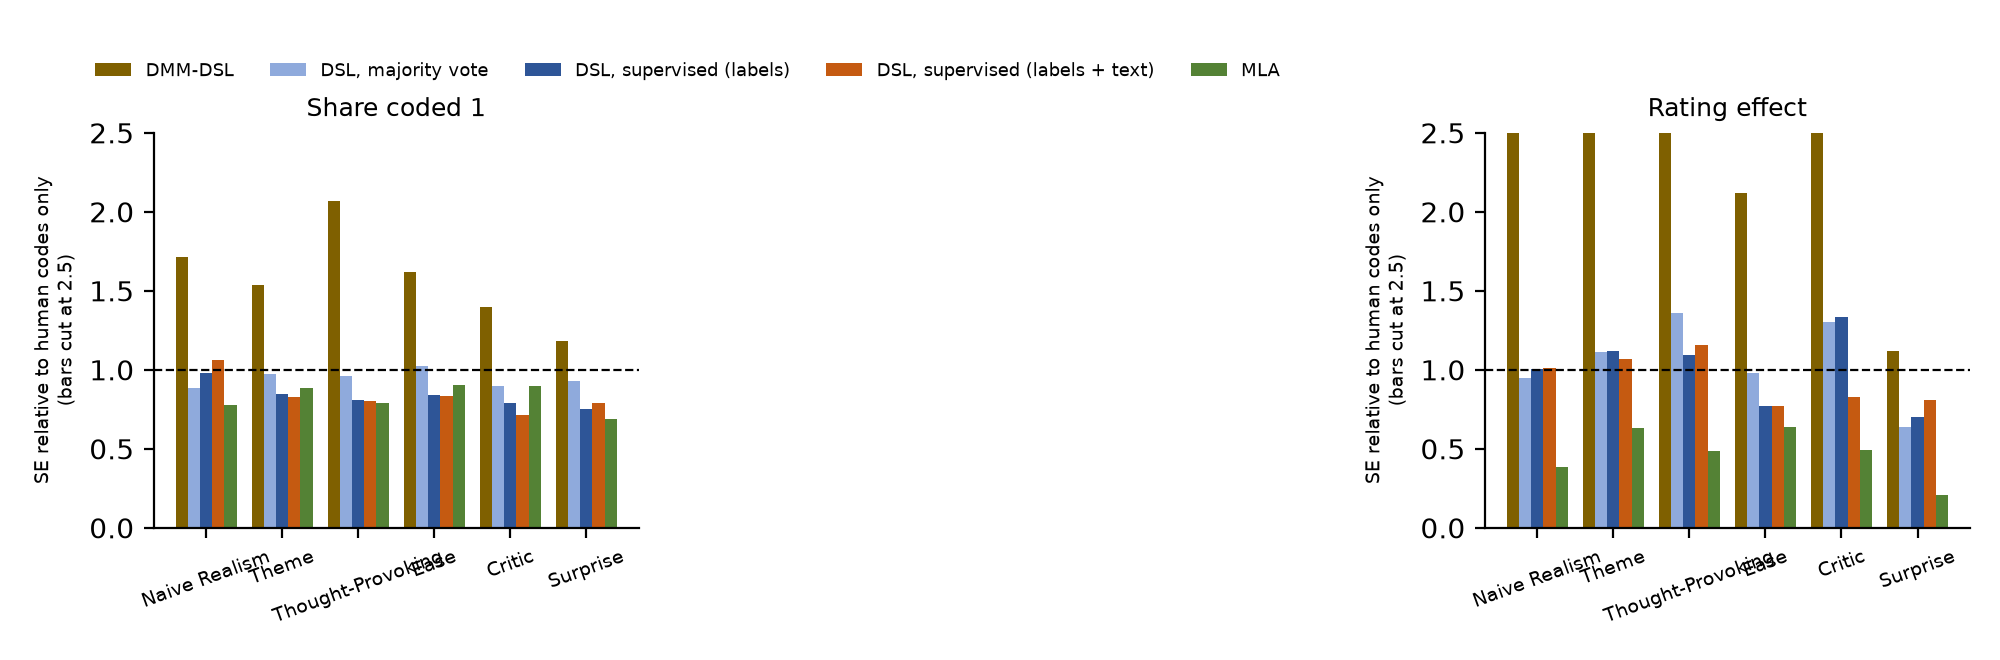 DMM-DSL DSL, majority vote DSL, supervised (labels) DSL, supervised (labels + text) MLA
Share coded 1
SE relative to human codes only
(bars cut at 2.5)
2.5
2.0
1.5
1.0
0.5
0.0
Naive Realism Theme Thought-Provoking Ease Critic Surprise
Rating effect
SE relative to human codes only
(bars cut at 2.5)
2.5
2.0
1.5
1.0
0.5
0.0
Naive Realism Theme Thought-Provoking Ease Critic Surprise